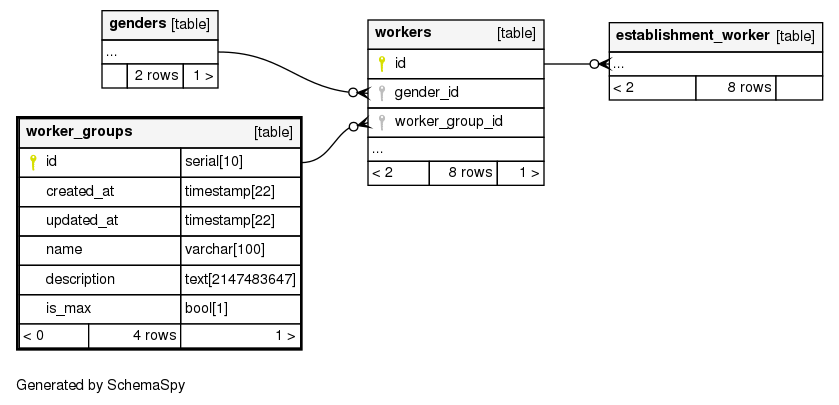 genders [table]
...
2 rows 1 >
workers [table]
id
gender_id
worker_group_id
...
< 2 8 rows 1 >
establishment_worker [table]
...
< 2 8 rows
worker_groups [table]
id serial[10]
created_at timestamp[22]
updated_at timestamp[22]
name varchar[100]
description text[2147483647]
is_max bool[1]
< 0 4 rows 1 >
Generated by SchemaSpy